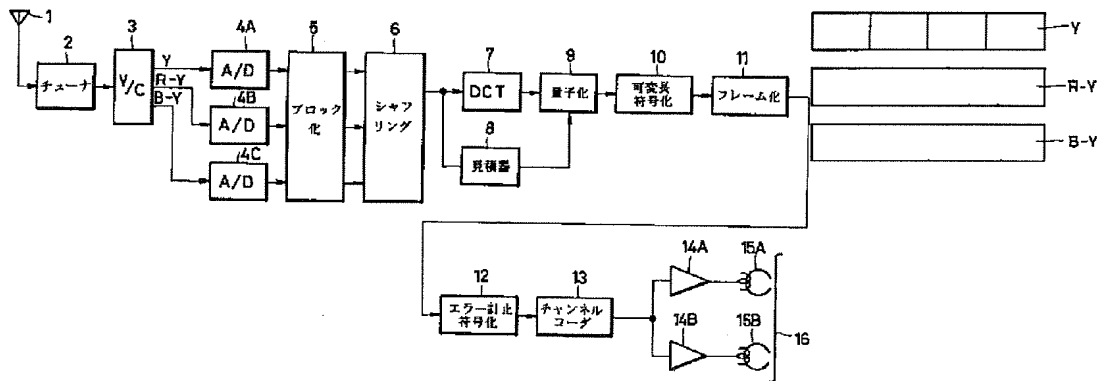 1
2
チューナ
3
Y/C
Y
R-Y
B-Y
4A
A/D
4B
A/D
4C
A/D
5
ブロック
化
6
シャフ
リング
7
DCT
8
見積器
9
量子化
10
可変長
符号化
11
フレーム化
Y
R-Y
B-Y
12
エラー訂正
符号化
13
チャンネル
コーダ
14A
15A
14B
15B
16